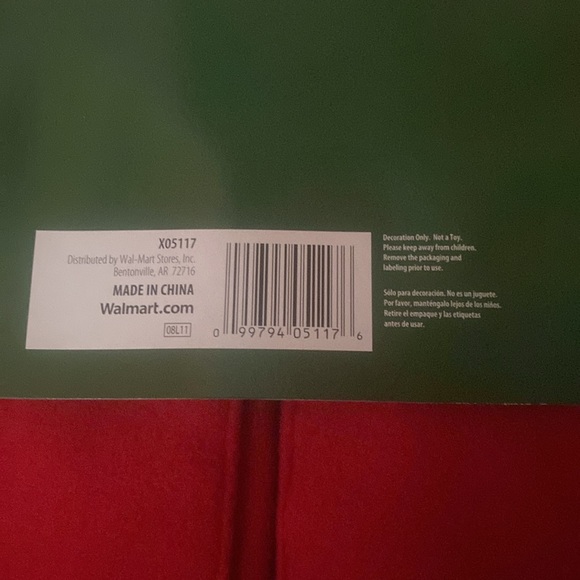 X05117
Distributed by Wal-Mart Stores, Inc.
Bentonville, AR 72716
MADE IN CHINA
Walmart.com
08L11
0 99794 05117 6
Decoration Only. Not a Toy.
Please keep away from children.
Remove the packaging and
labeling prior to use.
Sólo para decoración. No es un juguete.
Por favor, manténgalo lejos de los niños.
Retire el empaque y las etiquetas
antes de usar.